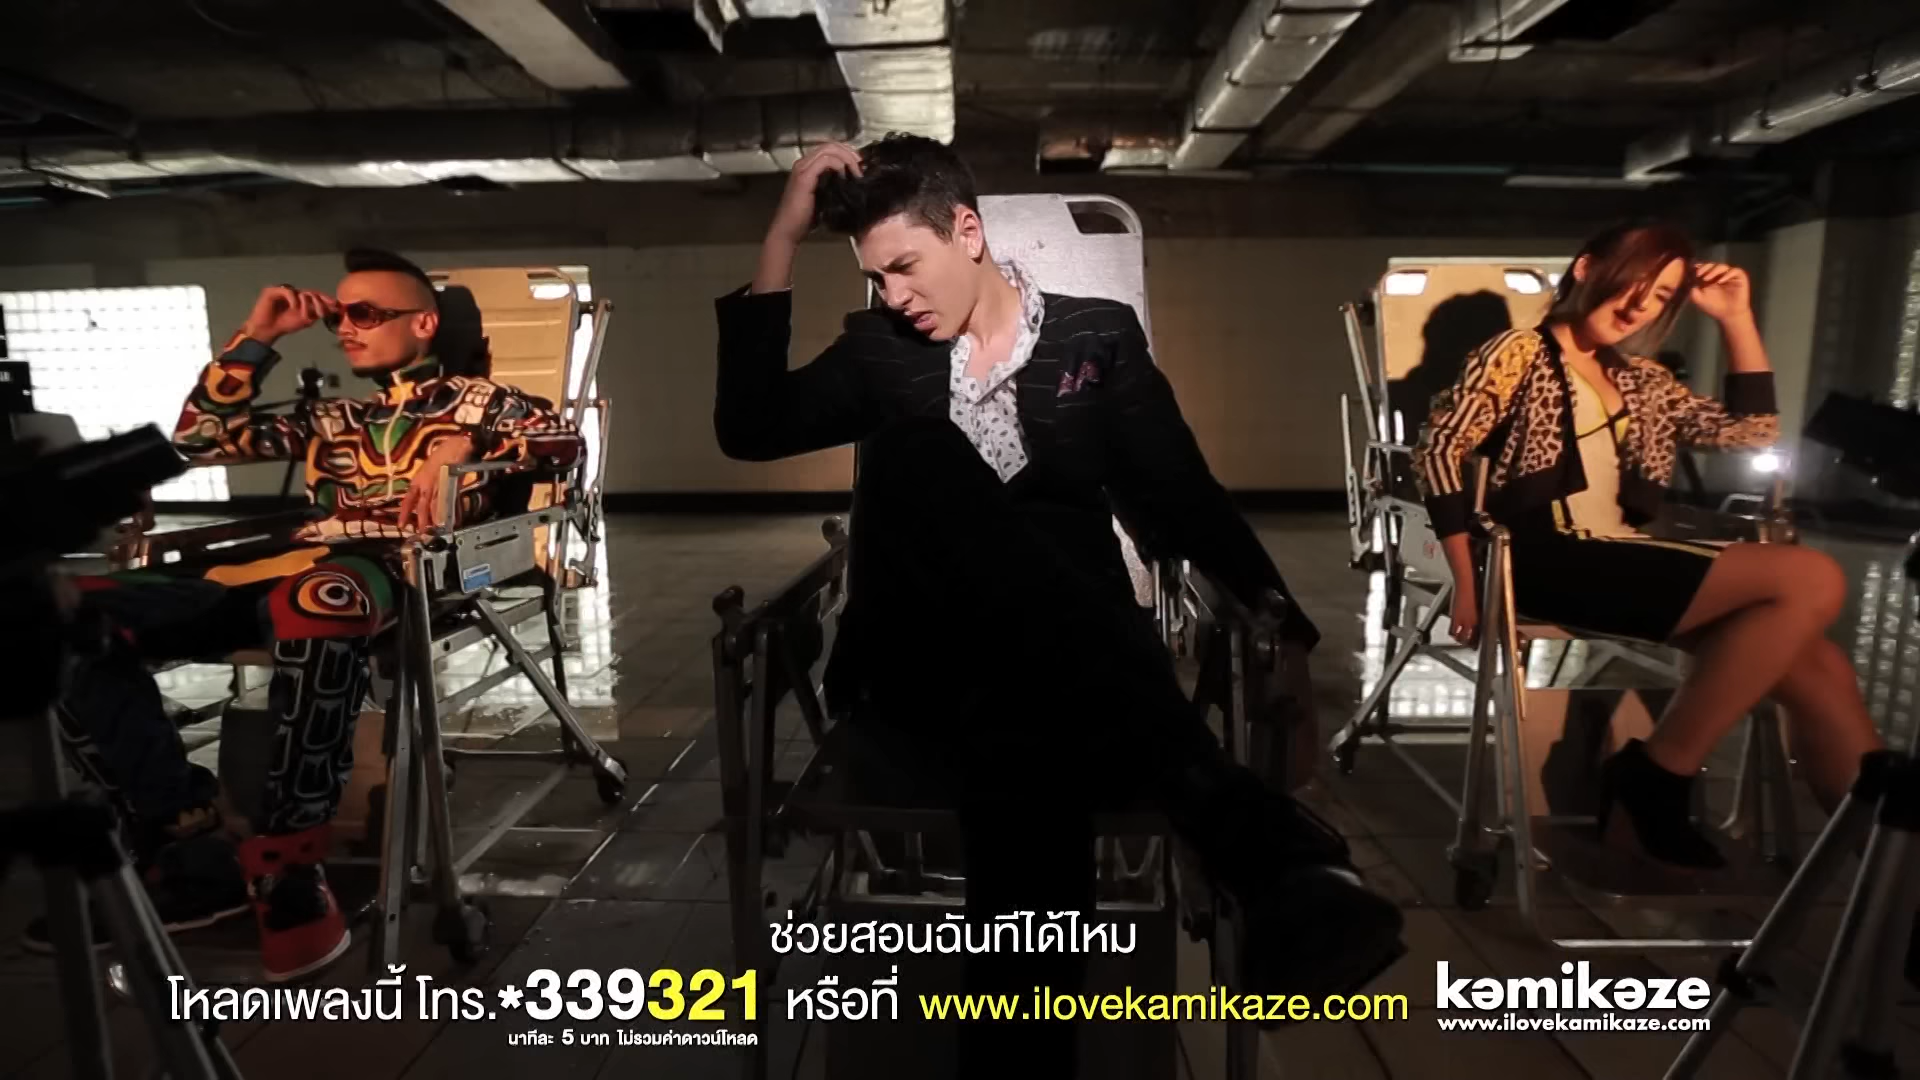 ช่วยสอนฉันทีได้ไหม
โหลดเพลงนี้ โทร.*339321 หรือที่ www.ilovekamikaze.com
นาทีละ 5 บาท ไม่รวมค่าดาวน์โหลด
kamikaze
www.ilovekamikaze.com